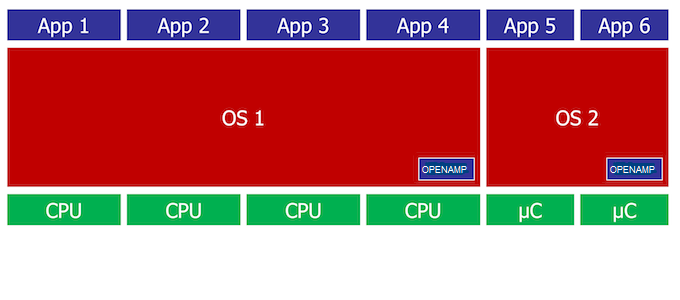 App 1 App 2 App 3 App 4 App 5 App 6
OS 1 OS 2
OPENAMP OPENAMP
CPU CPU CPU CPU µC µC